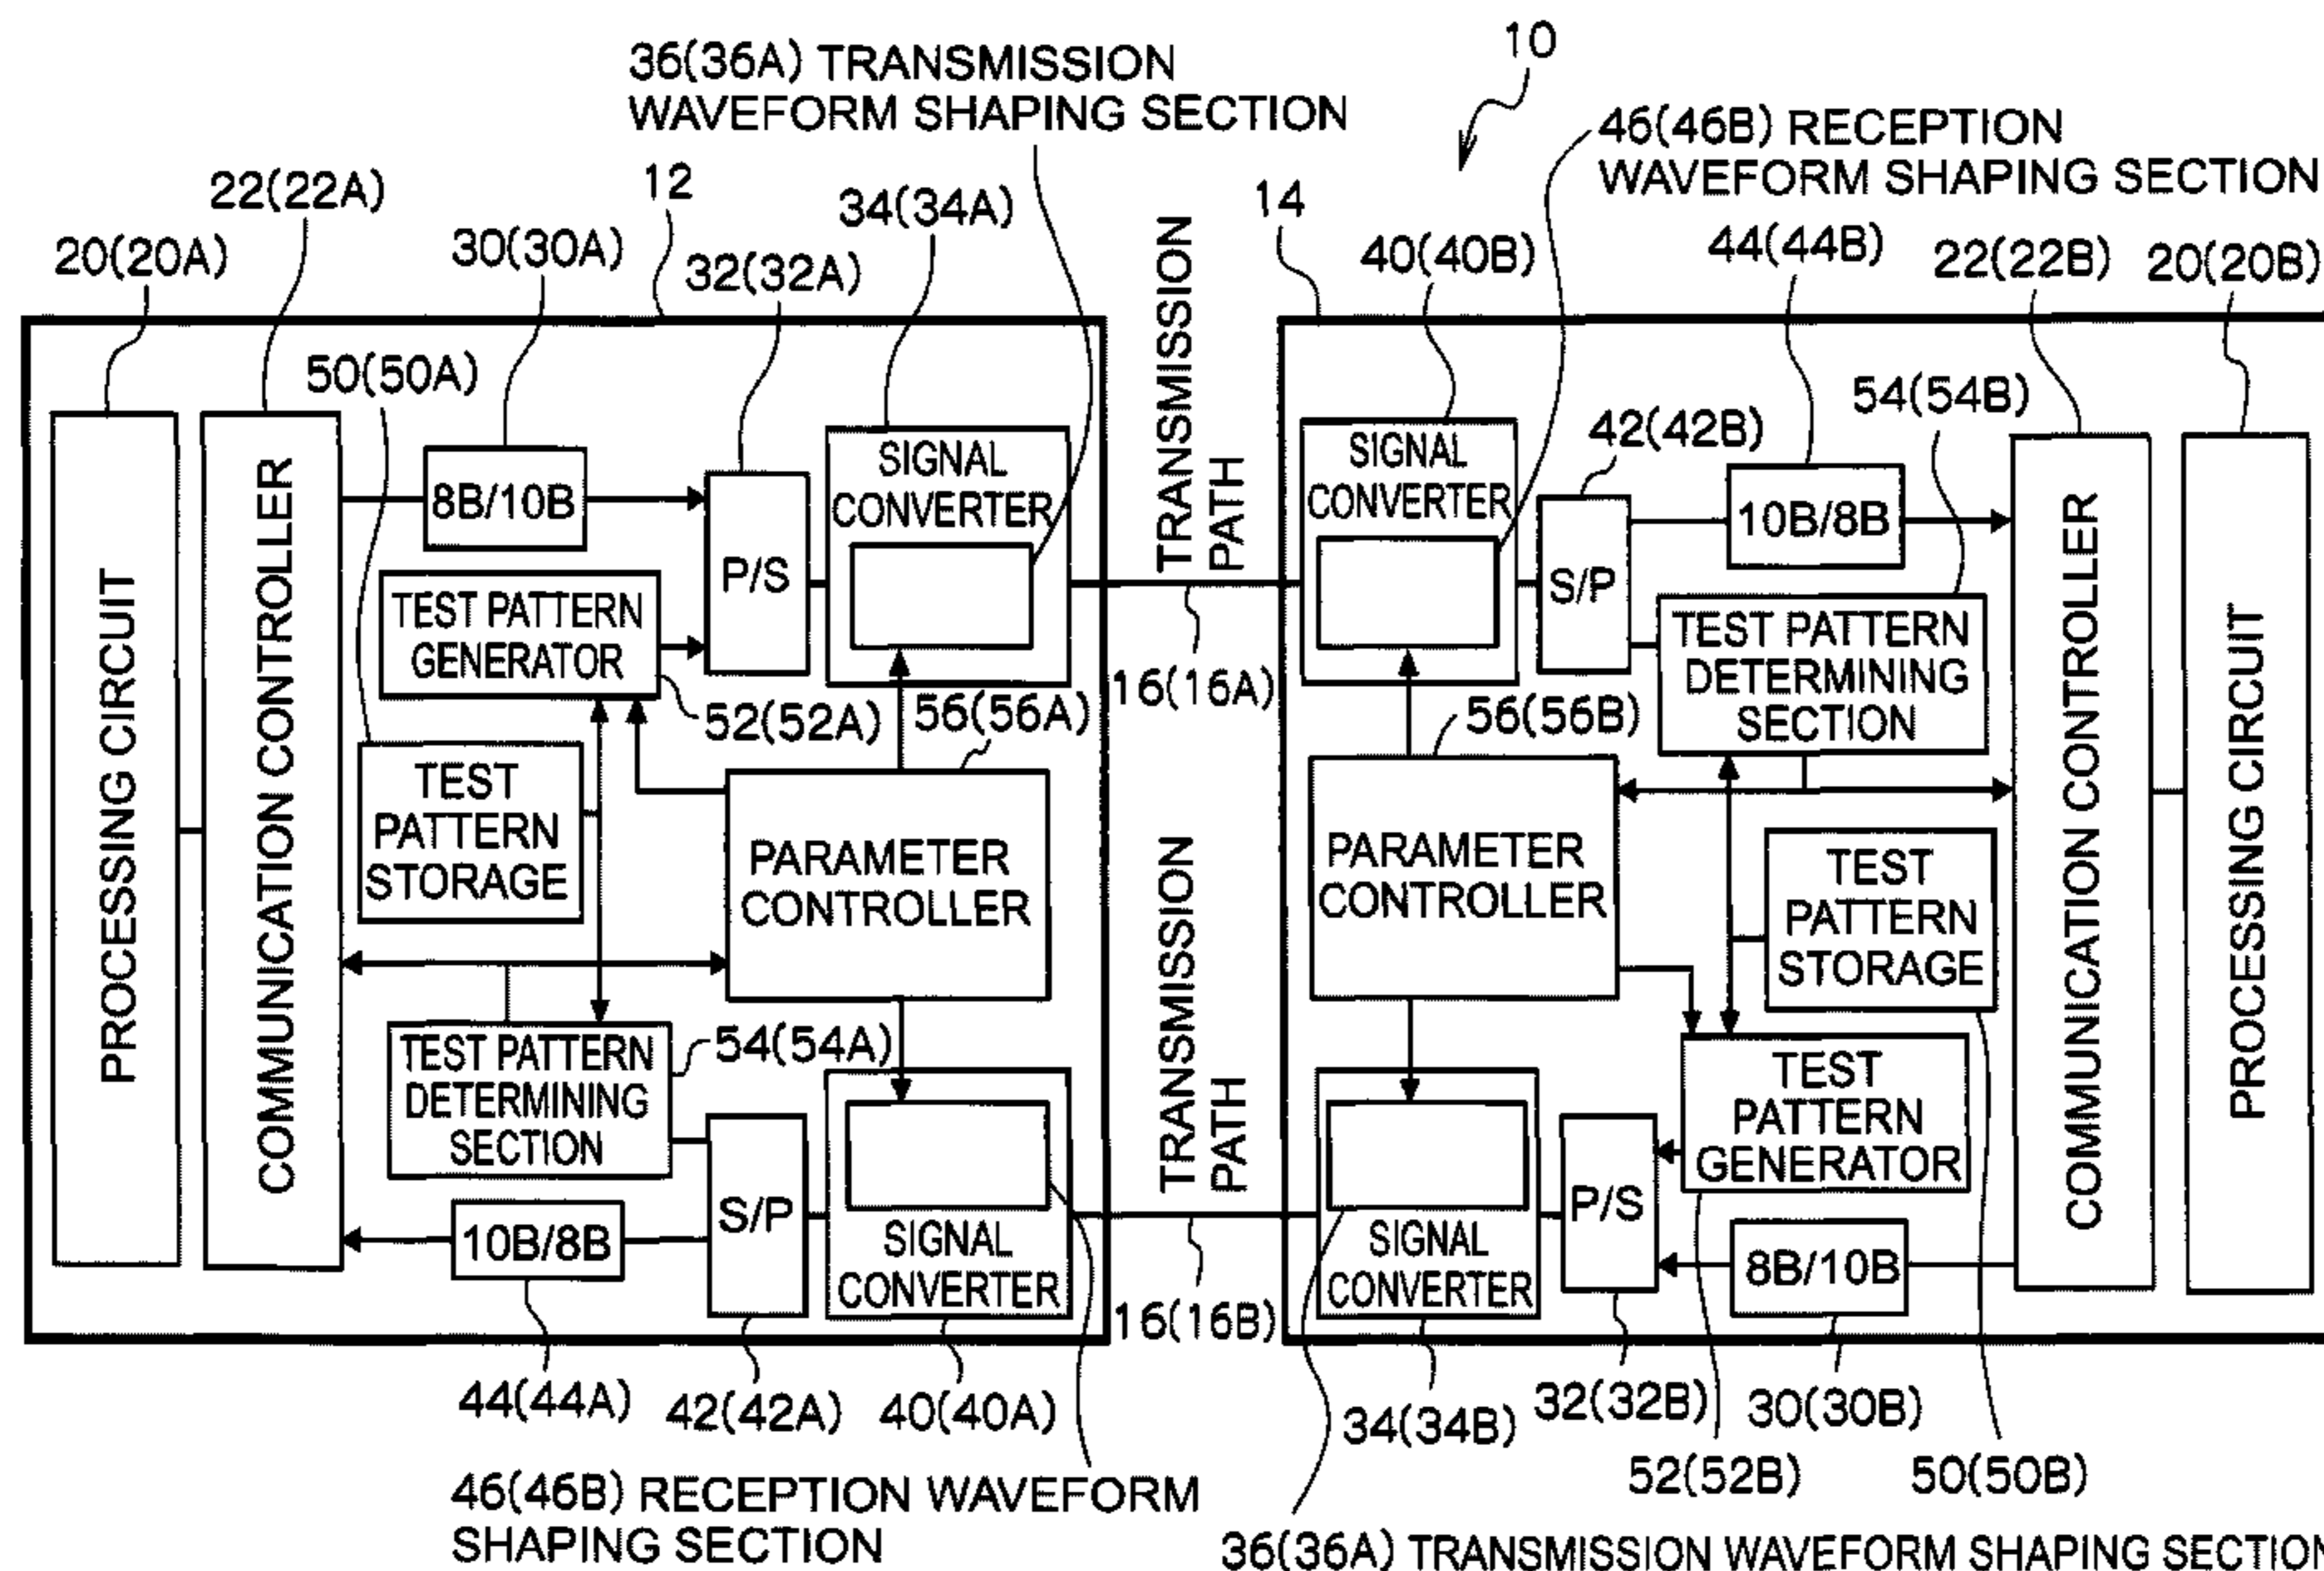 10
36(36A) TRANSMISSION
WAVEFORM SHAPING SECTION
46(46B) RECEPTION
WAVEFORM SHAPING SECTION
22(22A)
12
34(34A)
14
44(44B)
20(20A)
30(30A)
32(32A)
40(40B)
22(22B)
20(20B)
50(50A)
54(54B)
42(42B)
PROCESSING CIRCUIT
COMMUNICATION CONTROLLER
8B/10B
P/S
SIGNAL
CONVERTER
TRANSMISSION
PATH
SIGNAL
CONVERTER
S/P
10B/8B
COMMUNICATION CONTROLLER
PROCESSING CIRCUIT
TEST PATTERN
GENERATOR
TEST PATTERN
DETERMINING
SECTION
16(16A)
52(52A)
56(56A)
56(56B)
TEST
PATTERN
STORAGE
PARAMETER
CONTROLLER
TRANSMISSION
PATH
PARAMETER
CONTROLLER
TEST
PATTERN
STORAGE
TEST PATTERN
DETERMINING
SECTION
54(54A)
TEST
PATTERN
GENERATOR
10B/8B
S/P
SIGNAL
CONVERTER
SIGNAL
CONVERTER
P/S
8B/10B
16(16B)
44(44A)
42(42A)
40(40A)
34(34B)
32(32B)
30(30B)
52(52B)
50(50B)
46(46B) RECEPTION WAVEFORM
SHAPING SECTION
36(36A) TRANSMISSION WAVEFORM SHAPING SECTION